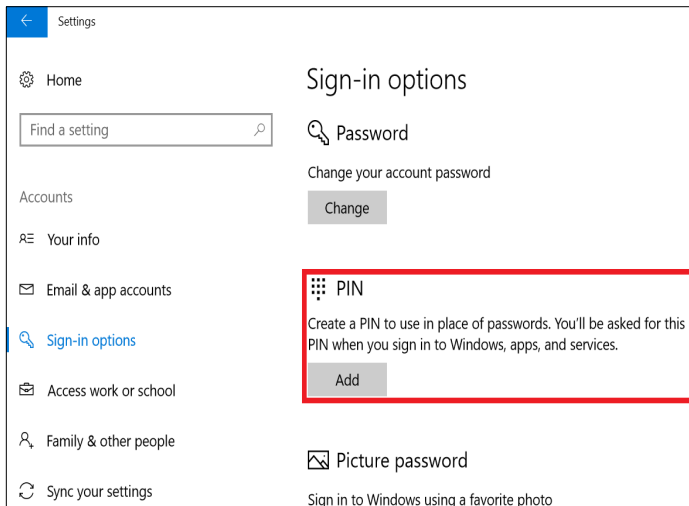 Settings
Home
Find a setting
Accounts
Your info
Email & app accounts
Sign-in options
Access work or school
Family & other people
Sync your settings
Sign-in options
Password
Change your account password
Change
PIN
Create a PIN to use in place of passwords. You'll be asked for this
PIN when you sign in to Windows, apps, and services.
Add
Picture password
Sign in to Windows using a favorite photo